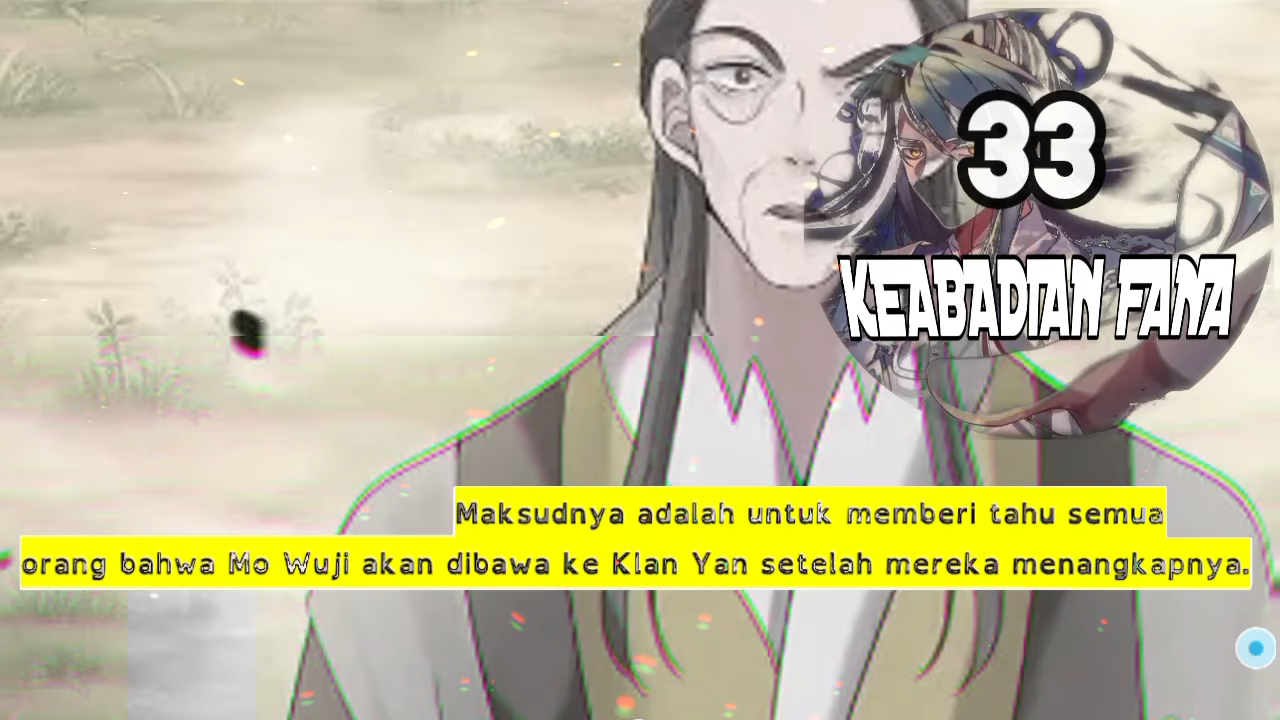 33
KEABADIAN FANA
Maksudnya adalah untuk memberi tahu semua
orang bahwa Mo Wuji akan dibawa ke Klan Yan setelah mereka menangkapnya.